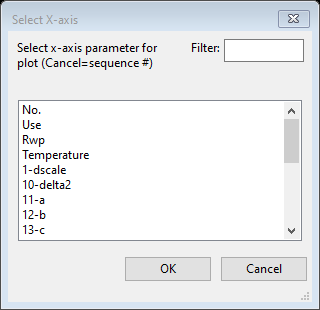 Select X-axis
Select x-axis parameter for
plot (Cancel=sequence #)
Filter:
No.
Use
Rwp
Temperature
1-dscale
10-delta2
11-a
12-b
13-c
OK
Cancel